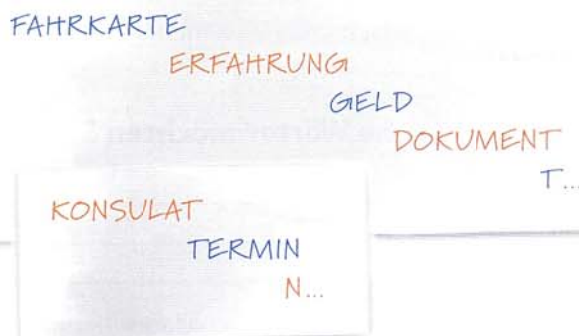 FAHRKARTE
ERFAHRUNG
GELD
DOKUMENT
T...
KONSULAT
TERMIN
N...